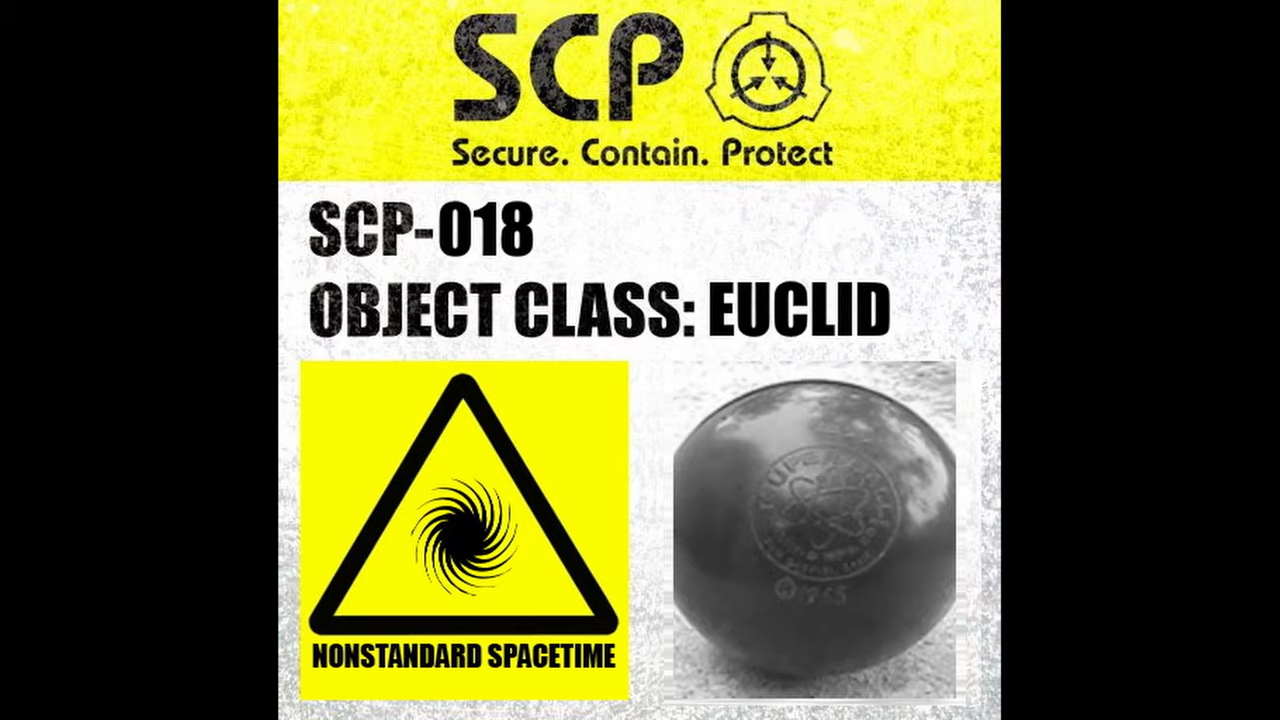 SCP
Secure. Contain. Protect
SCP-018
OBJECT CLASS: EUCLID
NONSTANDARD SPACETIME